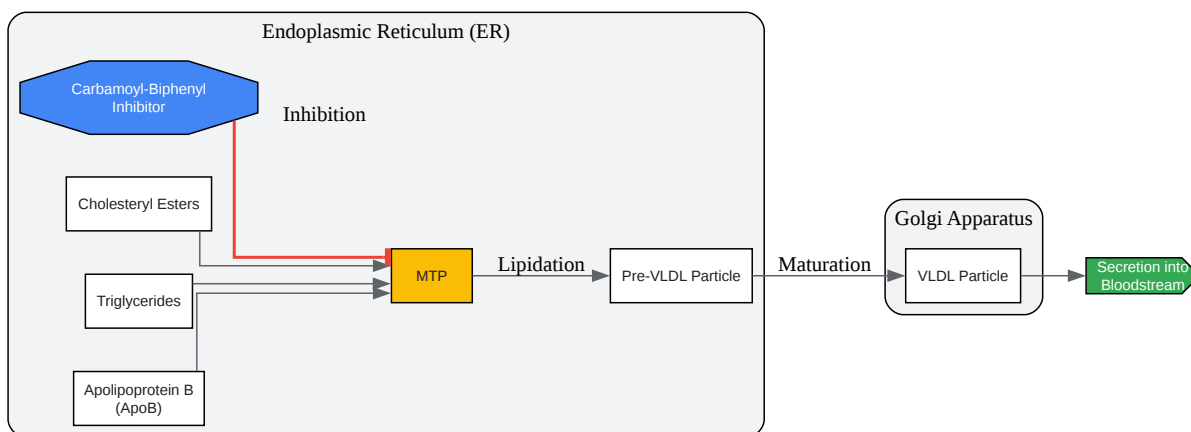 Endoplasmic Reticulum (ER)
Carbamoyl-Biphenyl
Inhibitor
Inhibition
Cholesteryl Esters
Triglycerides
Apolipoprotein B
(ApoB)
MTP
Lipidation
Pre-VLDL Particle
Maturation
Golgi Apparatus
VLDL Particle
Secretion into
Bloodstream